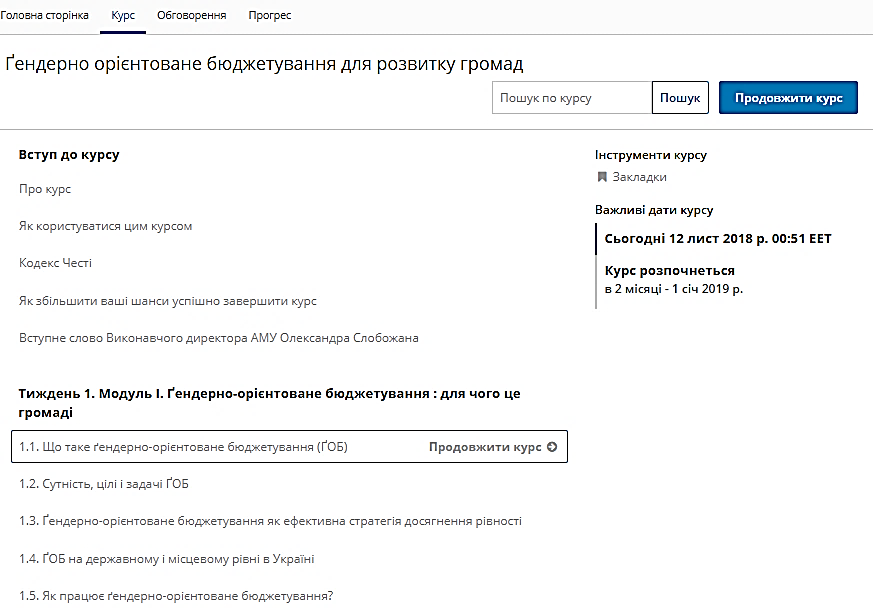 Головна сторінка Курс Обговорення Прогрес
Ґендерно орієнтоване бюджетування для розвитку громад
Пошук по курсу Пошук Продовжити курс
Вступ до курсу
Про курс
Як користуватися цим курсом
Кодекс Честі
Як збільшити ваші шанси успішно завершити курс
Вступне слово Виконавчого директора АМУ Олександра Слобожана
Тиждень 1. Модуль І. Ґендерно-орієнтоване бюджетування : для чого це
громаді
1.1. Що таке ґендерно-орієнтоване бюджетування (ҐОБ) Продовжити курс
1.2. Сутність, цілі і задачі ҐОБ
1.3. Ґендерно-орієнтоване бюджетування як ефективна стратегія досягнення рівності
1.4. ҐОБ на державному і місцевому рівні в Україні
1.5. Як працює ґендерно-орієнтоване бюджетування?
Інструменти курсу
Закладки
Важливі дати курсу
Сьогодні 12 лист 2018 р. 00:51 EET
Курс розпочнеться
в 2 місяці - 1 січ 2019 р.